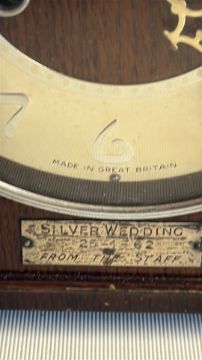 7 6
MADE IN GREAT BRITAIN
SILVER WEDDING
FROM THE STAFF.